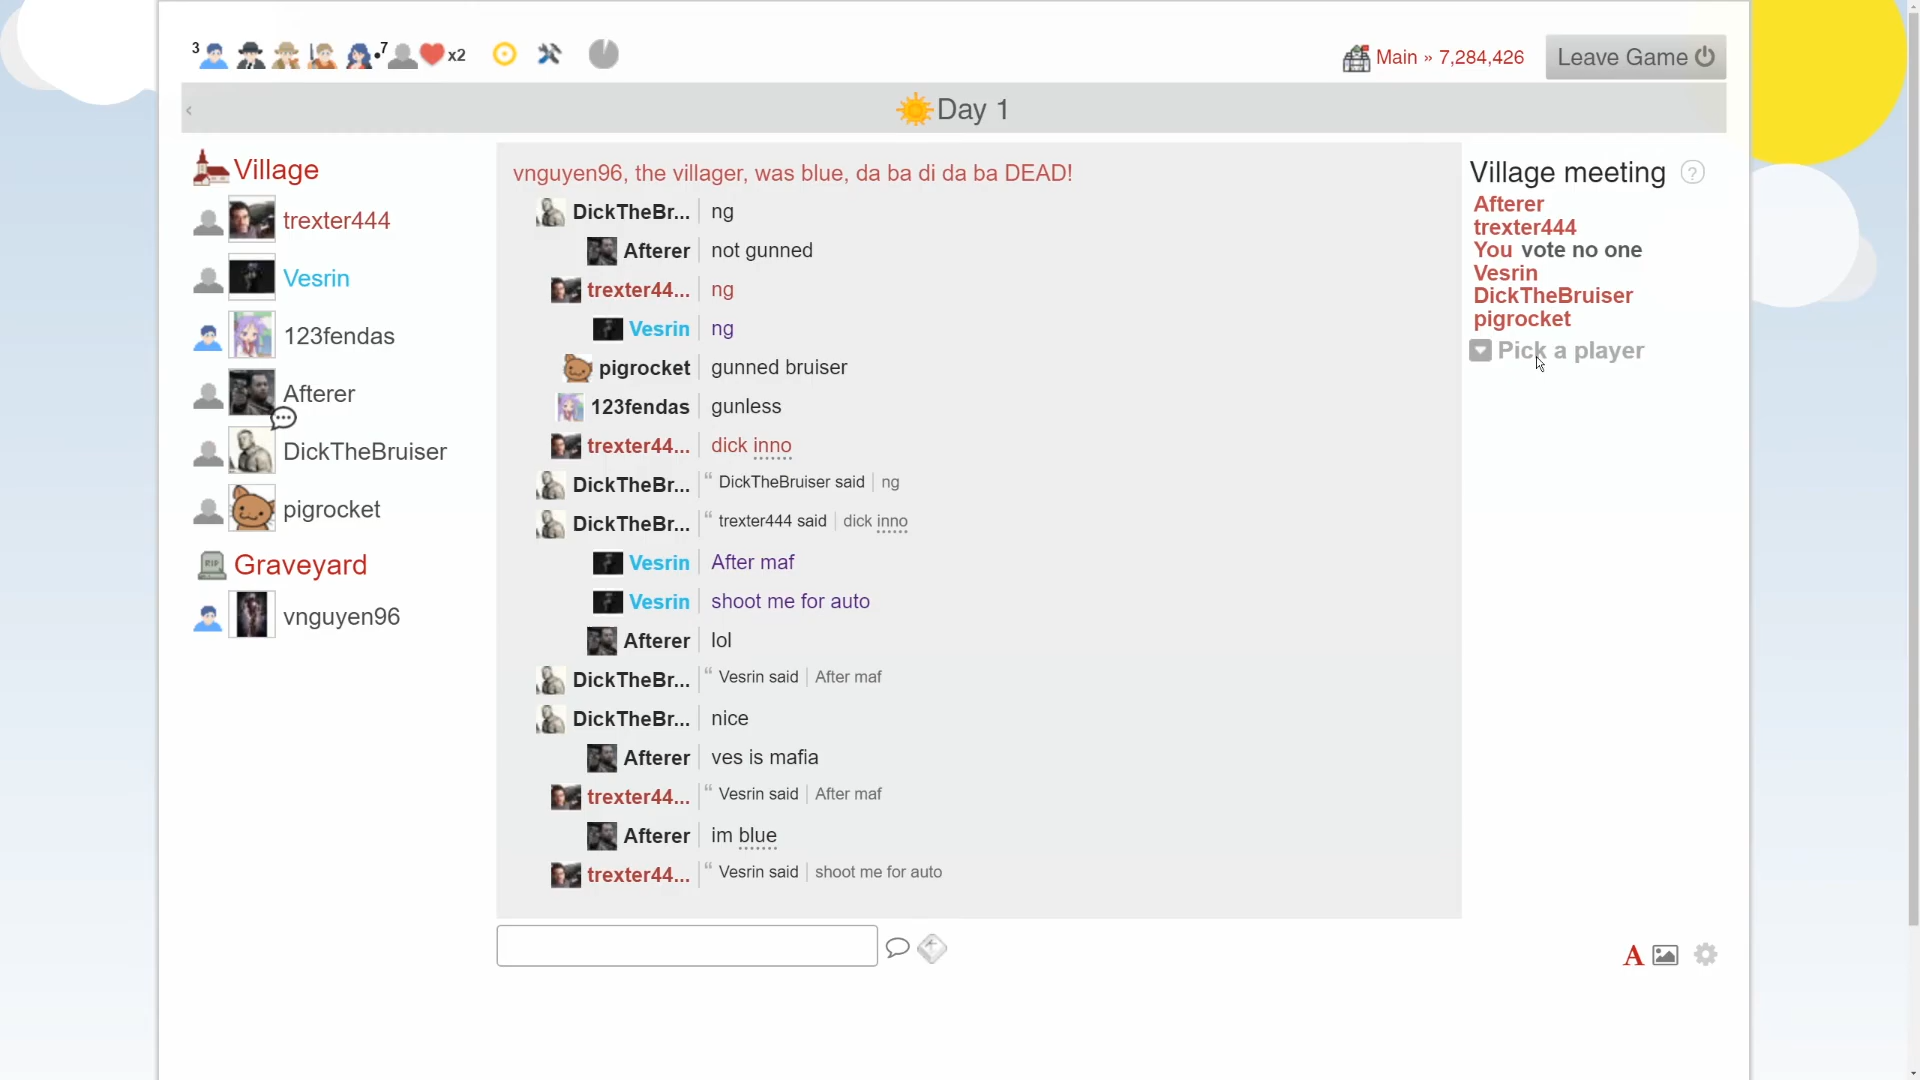 3
7
x2
Main » 7,284,426
Leave Game
‹
Day 1
Village
trexter444
Vesrin
123fendas
Afterer
DickTheBruiser
pigrocket
Graveyard
RIP
vnguyen96
vnguyen96, the villager, was blue, da ba di da ba DEAD!
DickTheBr... ng
Afterer not gunned
trexter44... ng
Vesrin ng
pigrocket gunned bruiser
123fendas gunless
trexter44... dick inno
DickTheBr... “ DickTheBruiser said ng
DickTheBr... “ trexter444 said dick inno
Vesrin After maf
Vesrin shoot me for auto
Afterer lol
DickTheBr... “ Vesrin said After maf
DickTheBr... nice
Afterer ves is mafia
trexter44... “ Vesrin said After maf
Afterer im blue
trexter44... “ Vesrin said shoot me for auto
Village meeting ?
Afterer
trexter444
You vote no one
Vesrin
DickTheBruiser
pigrocket
Pick a player
A